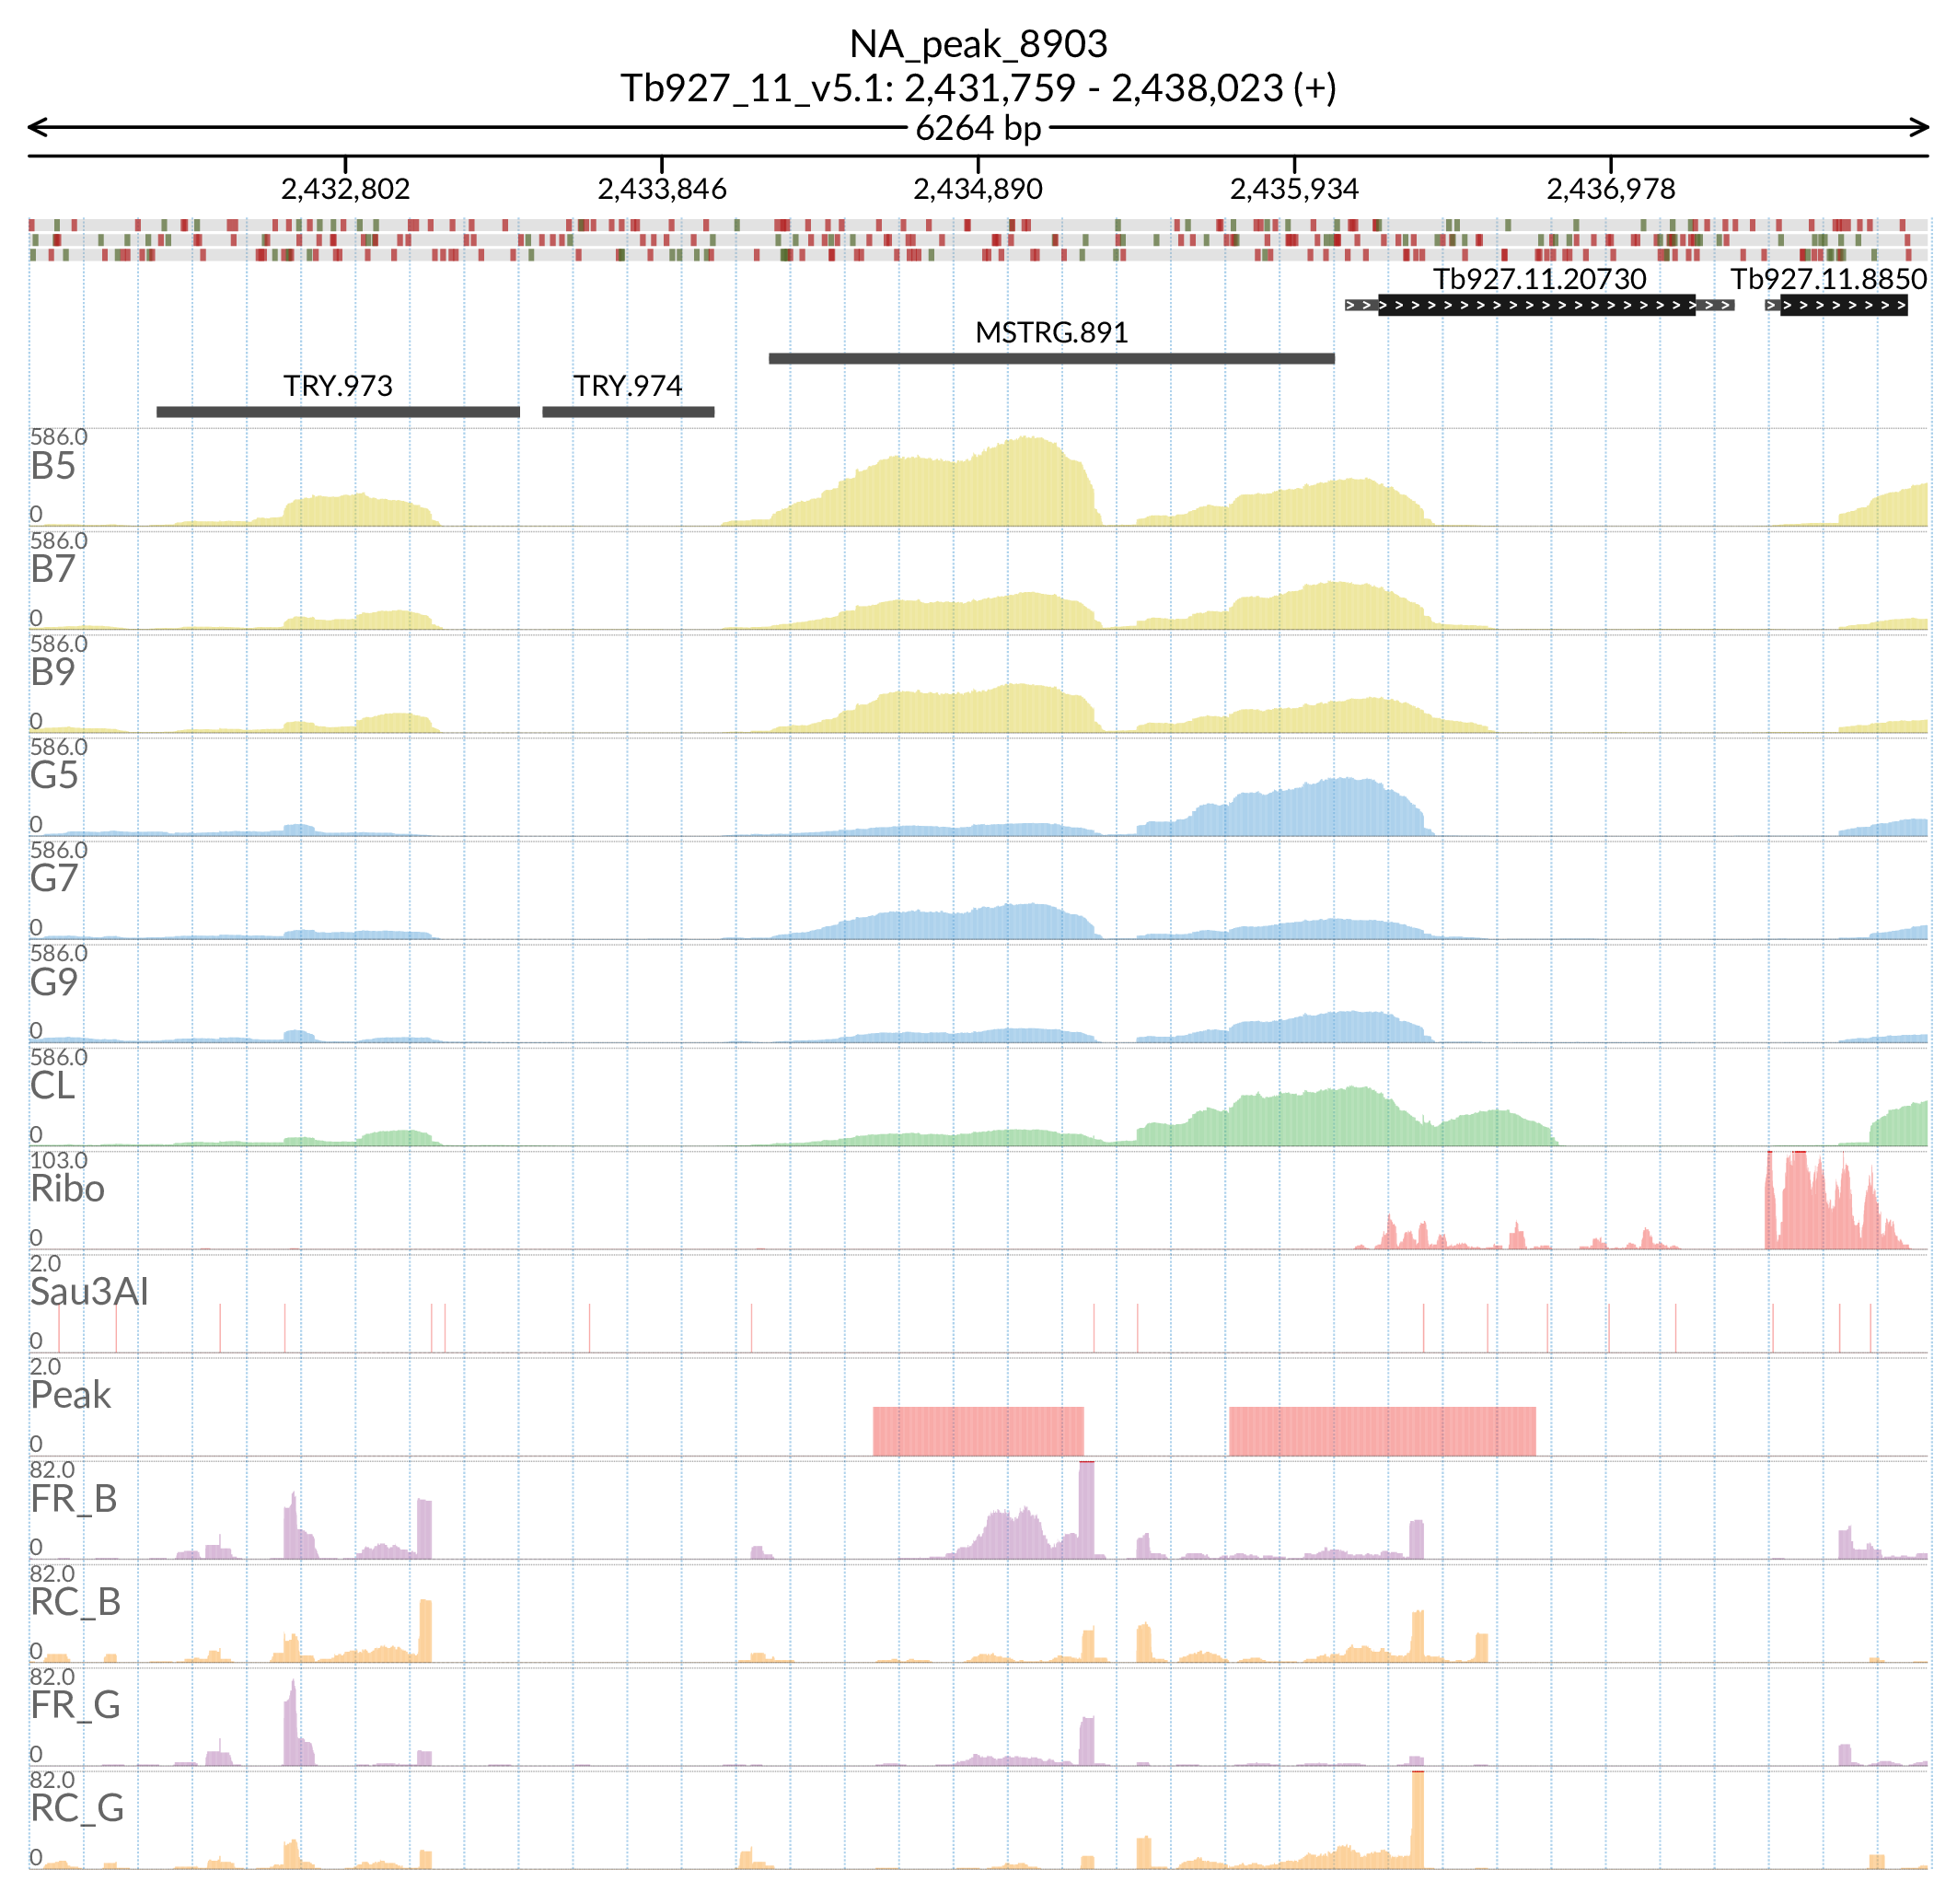 NA_peak_8903
Tb927_11_v5.1: 2,431,759 - 2,438,023 (+)
6264 bp
2,432,802 2,433,846 2,434,890 2,435,934 2,436,978
Tb927.11.20730 Tb927.11.8850
MSTRG.891
TRY.973 TRY.974
586.0
B5
0
586.0
B7
0
586.0
B9
0
586.0
G5
0
586.0
G7
0
586.0
G9
0
586.0
CL
0
103.0
Ribo
0
2.0
Sau3AI
0
2.0
Peak
0
82.0
FR_B
0
82.0
RC_B
0
82.0
FR_G
0
82.0
RC_G
0